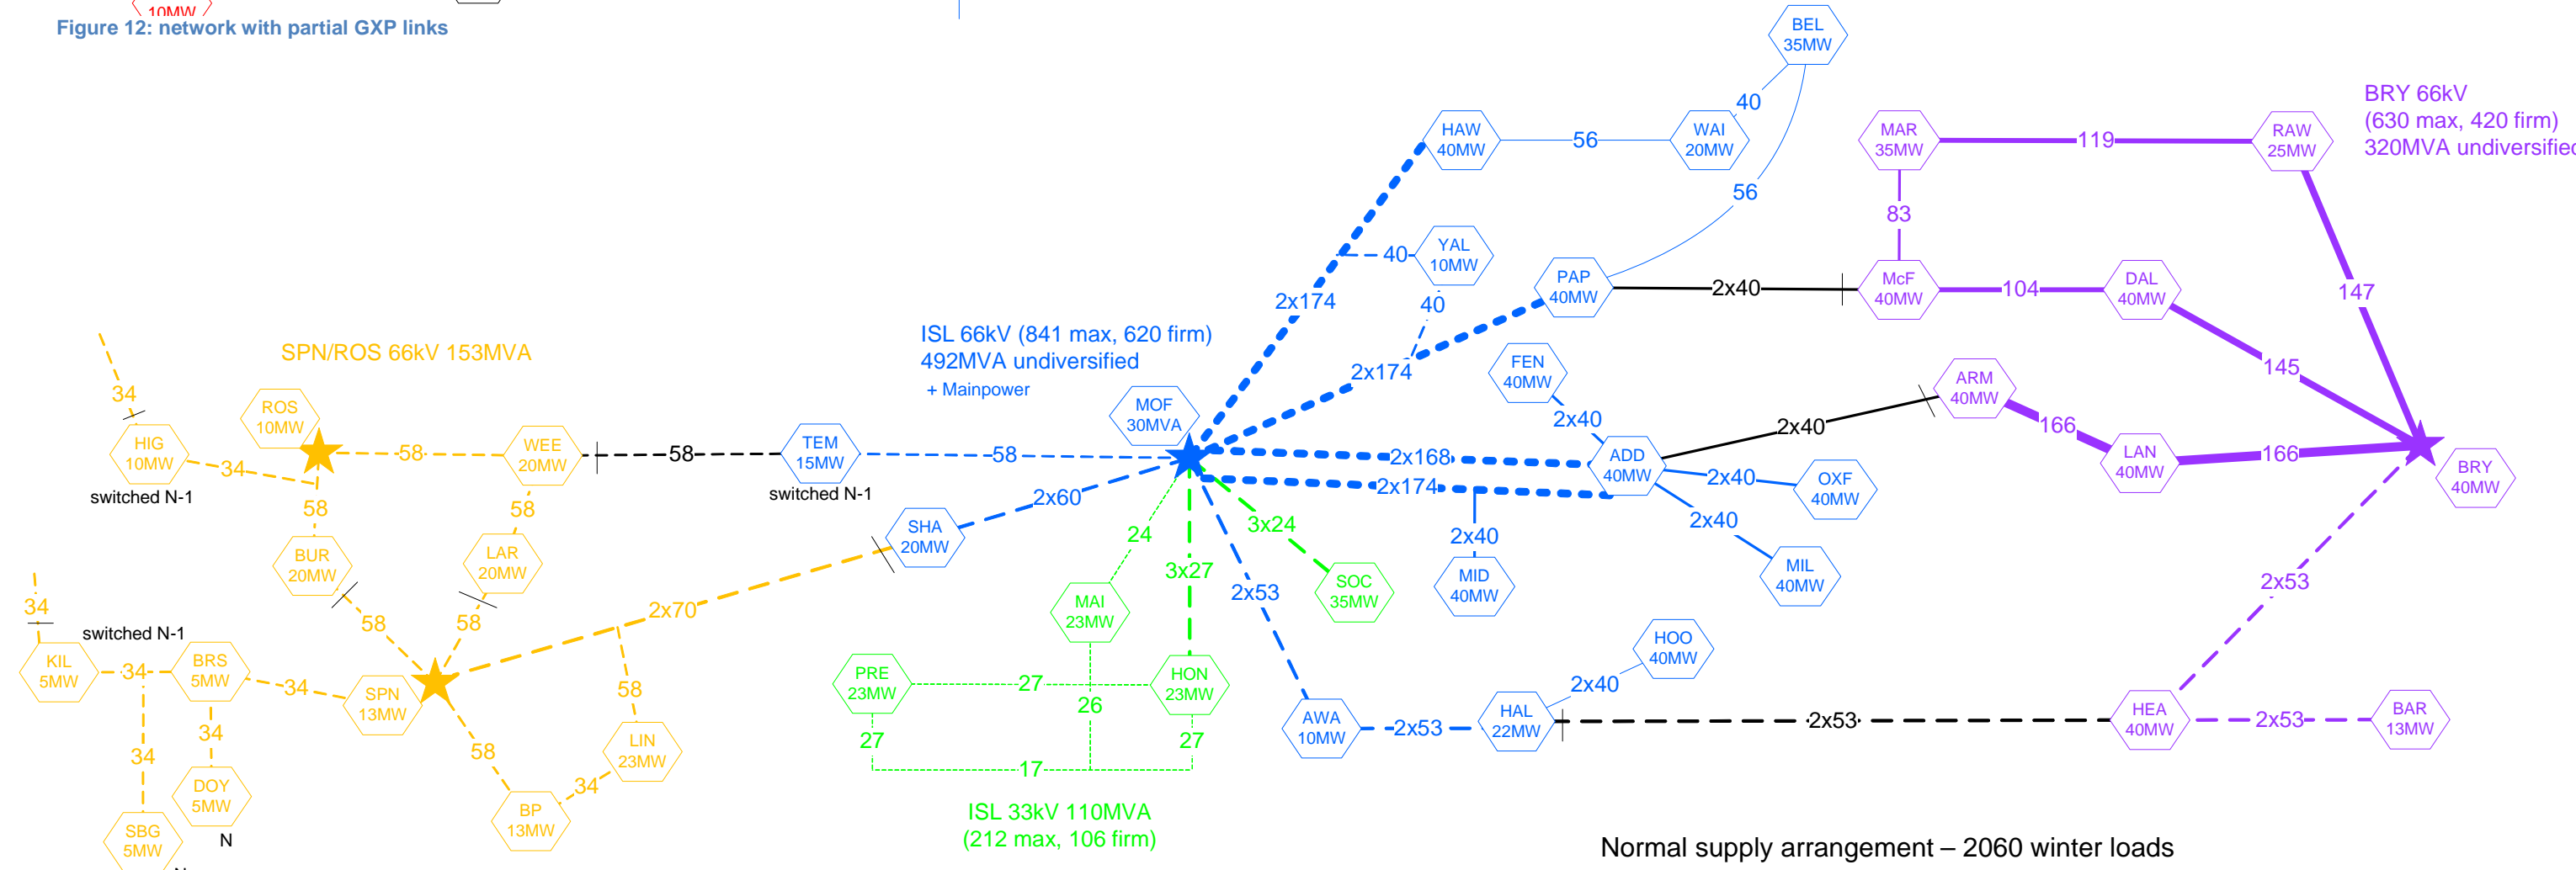 10MW
Figure 12: network with partial GXP links
BEL
35MW
40
HAW
40MW
56
WAI
20MW
56
MAR
35MW
119
RAW
25MW
BRY 66kV
(630 max, 420 firm)
320MVA undiversified
83
147
YAL
10MW
40
40
2x174
2x174
PAP
40MW
2x40
McF
40MW
104
DAL
40MW
145
SPN/ROS 66kV 153MVA
ISL 66kV (841 max, 620 firm)
492MVA undiversified
+ Mainpower
34
ROS
10MW
HIG
10MW
switched N-1
34
58
58
WEE
20MW
58
TEM
15MW
switched N-1
58
MOF
30MVA
FEN
40MW
2x40
2x168
2x174
ADD
40MW
2x40
ARM
40MW
166
LAN
40MW
166
BRY
40MW
2x40
OXF
40MW
2x40
MIL
40MW
2x40
MID
40MW
58
BUR
20MW
LAR
20MW
58
58
2x60
SHA
20MW
2x70
24
3x27
3x24
SOC
35MW
2x53
2x53
MAI
23MW
34
switched N-1
KIL
5MW
34
BRS
5MW
34
SPN
13MW
34
34
DOY
5MW
N
SBG
5MW
58
58
LIN
23MW
34
BP
13MW
PRE
23MW
27
HON
23MW
26
27
27
17
ISL 33kV 110MVA
(212 max, 106 firm)
AWA
10MW
2x53
HAL
22MW
2x40
HOO
40MW
2x53
HEA
40MW
2x53
BAR
13MW
Normal supply arrangement – 2060 winter loads